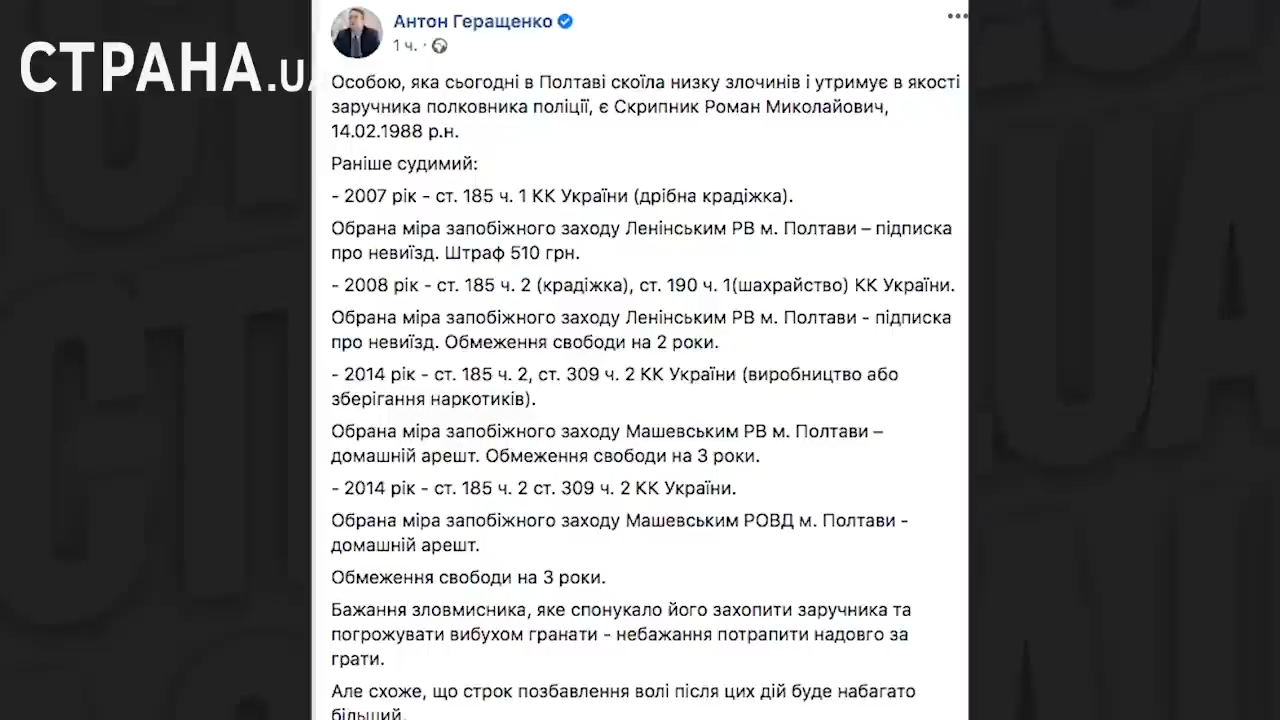 СТРАНА.UA
Антон Геращенко
1 ч. ·
Особою, яка сьогодні в Полтаві скоїла низку злочинів і утримує в якості
заручника полковника поліції, є Скрипник Роман Миколайович,
14.02.1988 р.н.
Раніше судимий:
- 2007 рік - ст. 185 ч. 1 КК України (дрібна крадіжка).
Обрана міра запобіжного заходу Ленінським РВ м. Полтави – підписка
про невиїзд. Штраф 510 грн.
- 2008 рік - ст. 185 ч. 2 (крадіжка), ст. 190 ч. 1(шахрайство) КК України.
Обрана міра запобіжного заходу Ленінським РВ м. Полтави - підписка
про невиїзд. Обмеження свободи на 2 роки.
- 2014 рік - ст. 185 ч. 2, ст. 309 ч. 2 КК України (виробництво або
зберігання наркотиків).
Обрана міра запобіжного заходу Машевським РВ м. Полтави –
домашній арешт. Обмеження свободи на 3 роки.
- 2014 рік - ст. 185 ч. 2 ст. 309 ч. 2 КК України.
Обрана міра запобіжного заходу Машевським РОВД м. Полтави -
домашній арешт.
Обмеження свободи на 3 роки.
Бажання зловмисника, яке спонукало його захопити заручника та
погрожувати вибухом гранати - небажання потрапити надовго за
грати.
Але схоже, що строк позбавлення волі після цих дій буде набагато
більший.